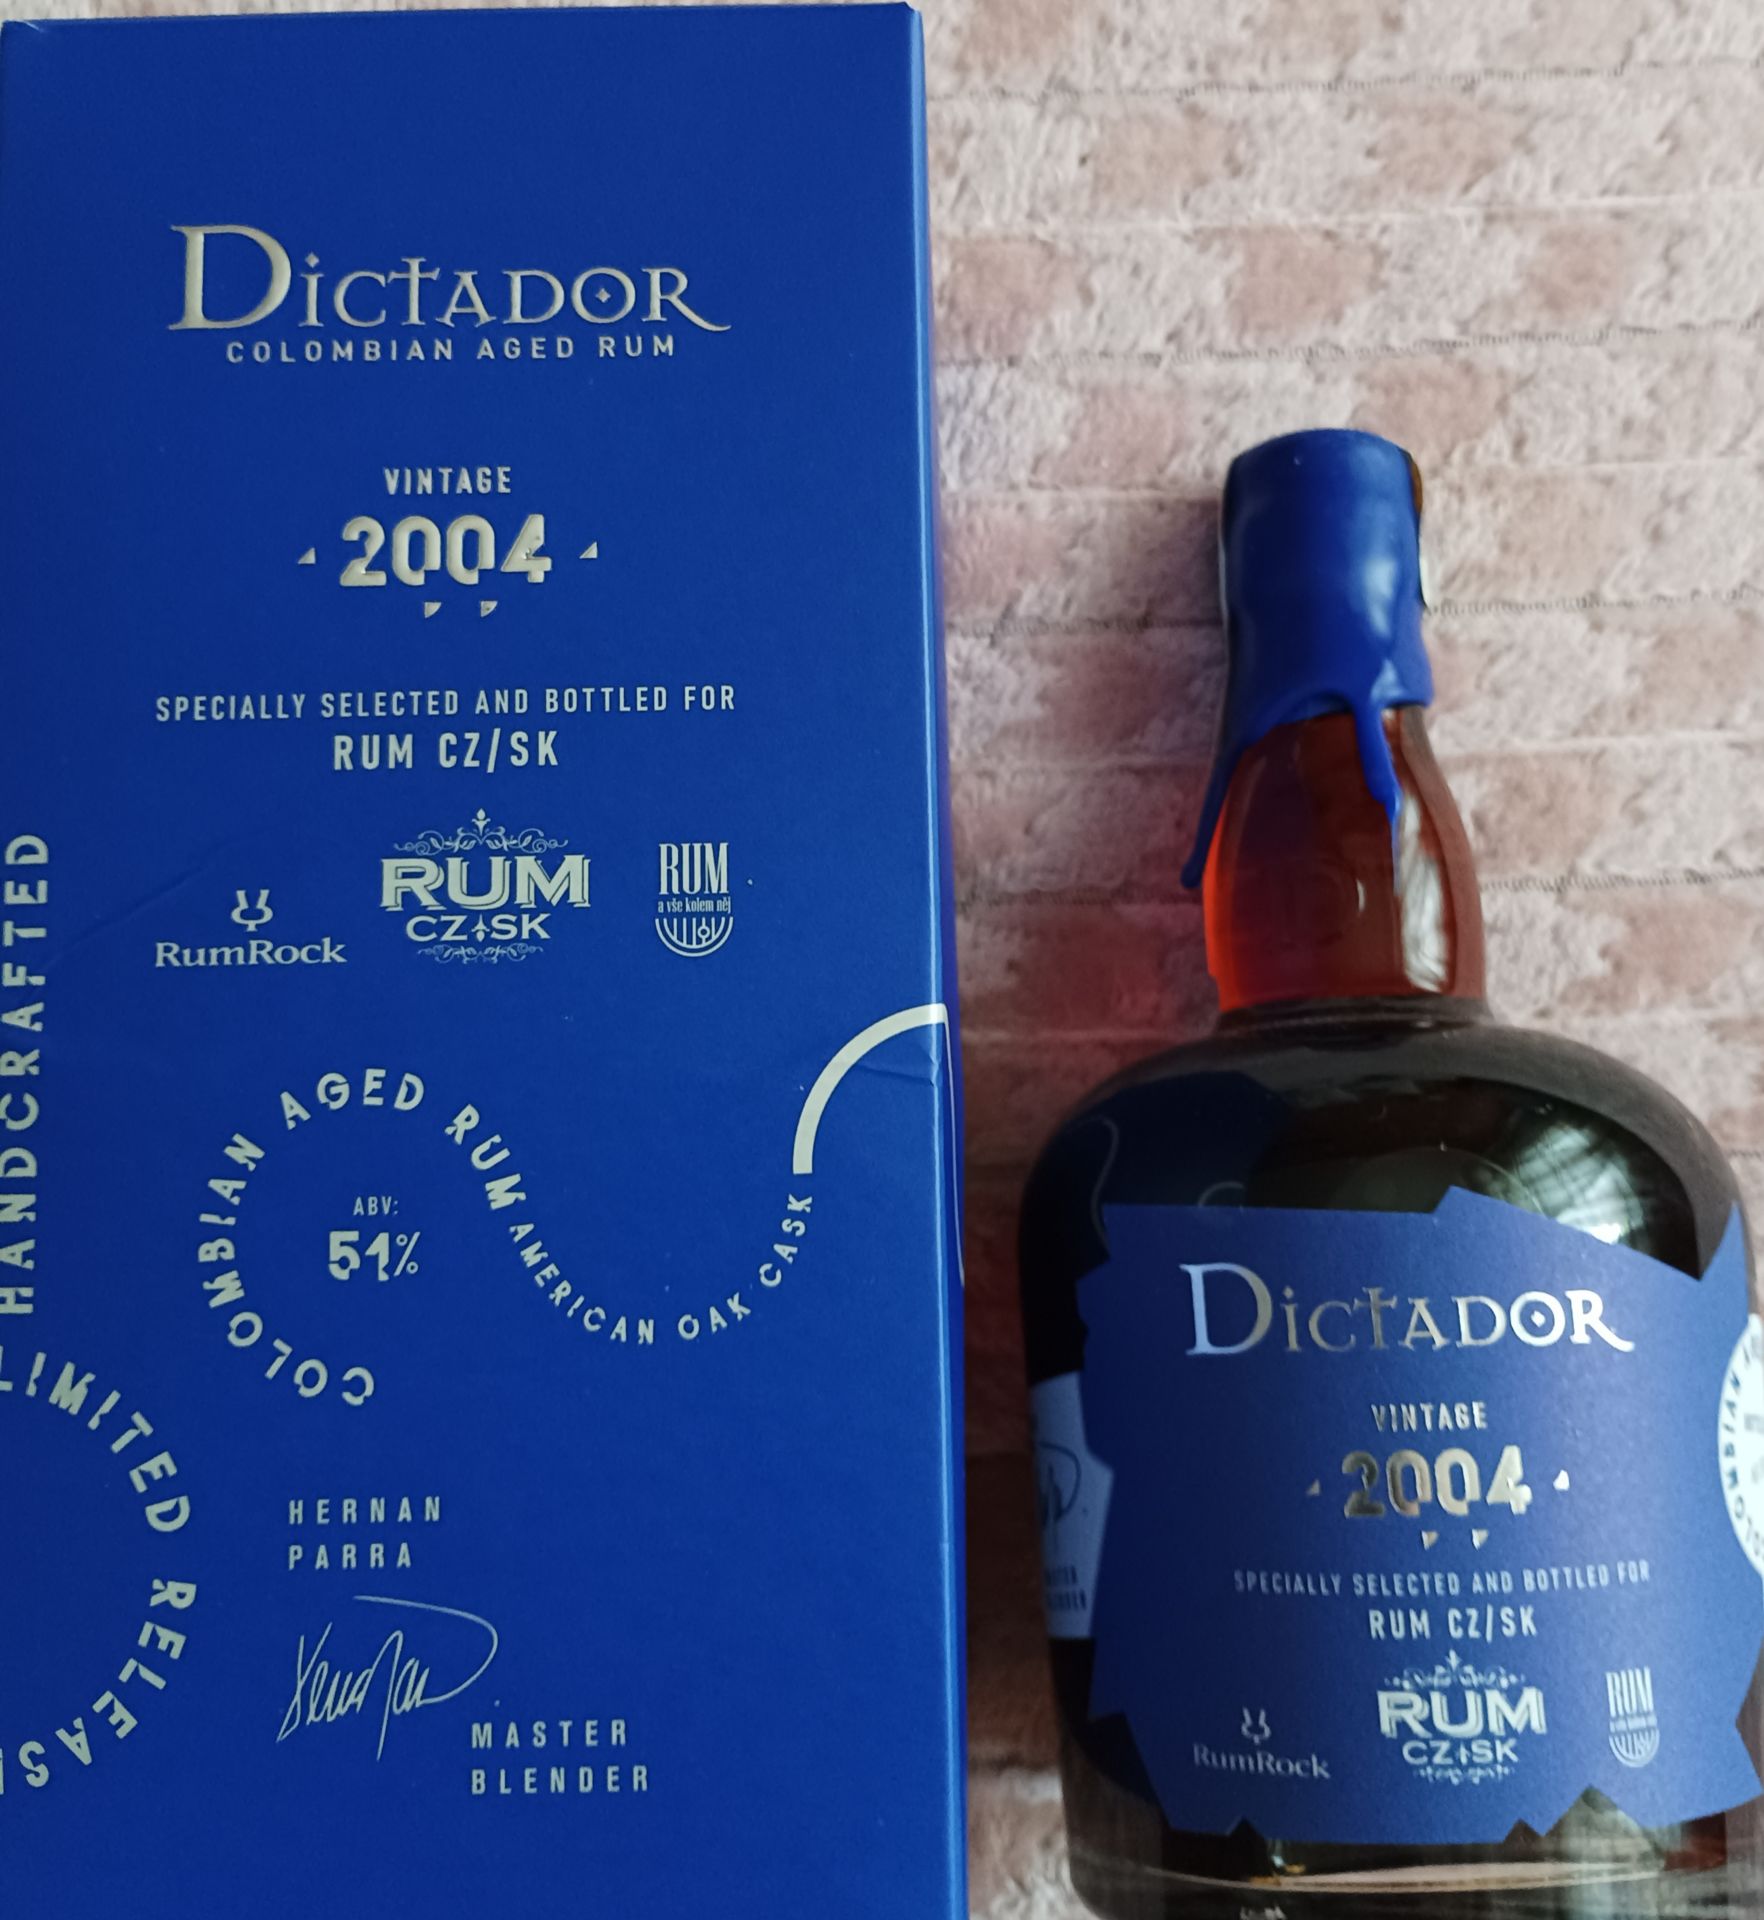 DICTADOR
COLOMBIAN AGED RUM
VINTAGE
2004
SPECIALLY SELECTED AND BOTTLED FOR
RUM CZ/SK
RumRock
RUM
CZ SK
RUM
a vše kolem něj
COLOMBIAN AGED RUM AMERICAN OAK CASK
ABV:
51%
HERNAN
PARRA
MASTER
BLENDER
HANDCRAFTED
LIMITED RELEAS
DICTADOR
VINTAGE
2004
SPECIALLY SELECTED AND BOTTLED FOR
RUM CZ/SK
RumRock
RUM
CZ SK
RUM